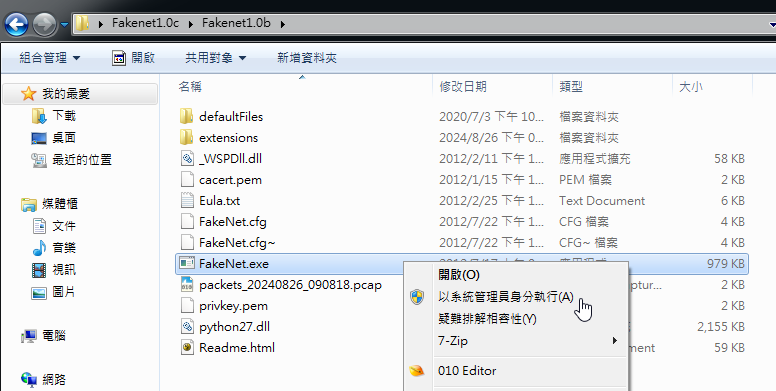 Fakenet1.0c Fakenet1.0b
組合管理 開啟 共用對象 新增資料夾
名稱 修改日期 類型 大小
我的最愛
下載
桌面
最近的位置
媒體櫃
文件
音樂
視訊
圖片
電腦
網路
defaultFiles 2020/7/3 下午 10... 檔案資料夾
extensions 2024/8/26 下午 0... 檔案資料夾
_WSPDll.dll 2012/2/11 下午 1... 應用程式擴充 58 KB
cacert.pem 2012/1/15 下午 1... PEM 檔案 2 KB
Eula.txt 2012/2/25 下午 1... Text Document 6 KB
FakeNet.cfg 2012/7/22 下午 1... CFG 檔案 4 KB
FakeNet.cfg~ 2012/7/22 下午 1... CFG~ 檔案 4 KB
FakeNet.exe 979 KB
packets_20240826_090818.pcap 2 KB
privkey.pem 2 KB
python27.dll 2,155 KB
Readme.html 59 KB
開啟(O)
以系統管理員身分執行(A)
疑難排解相容性(Y)
7-Zip
010 Editor